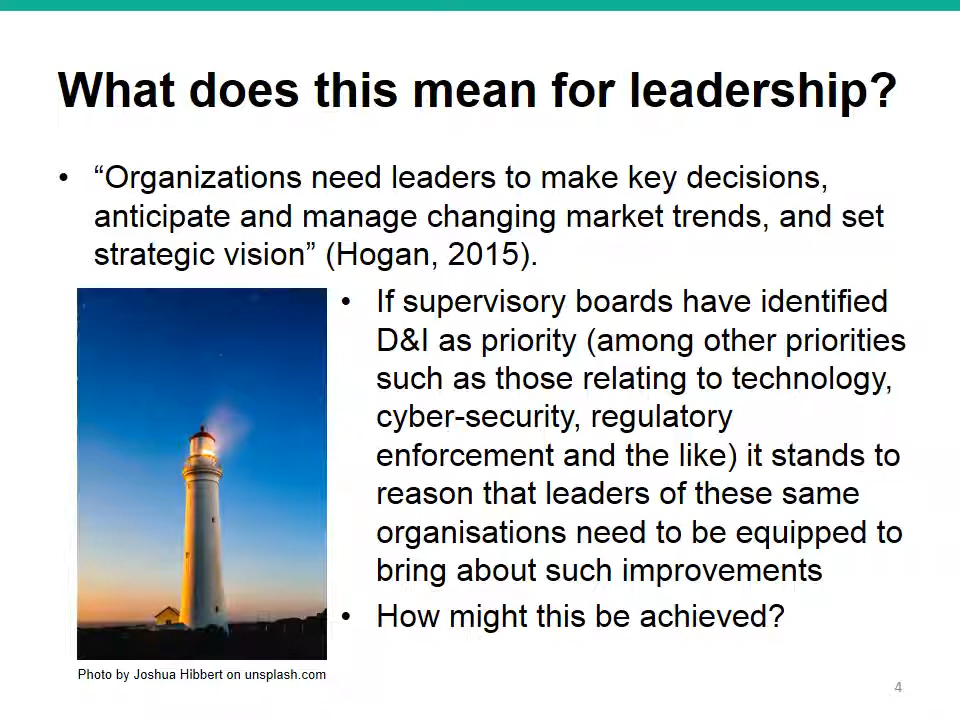 What does this mean for leadership?
• “Organizations need leaders to make key decisions,
anticipate and manage changing market trends, and set
strategic vision” (Hogan, 2015).
• If supervisory boards have identified
D&I as priority (among other priorities
such as those relating to technology,
cyber-security, regulatory
enforcement and the like) it stands to
reason that leaders of these same
organisations need to be equipped to
bring about such improvements
• How might this be achieved?
Photo by Joshua Hibbert on unsplash.com
4